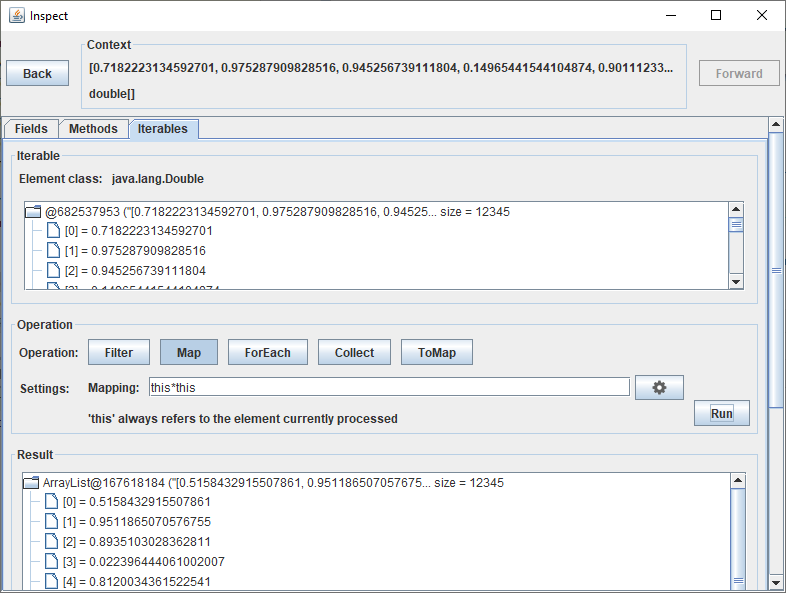 Inspect
Context
Back
[0.7182223134592701, 0.975287909828516, 0.945256739111804, 0.14965441544104874, 0.90111233...
Forward
double[]
Fields Methods Iterables
Iterable
Element class: java.lang.Double
@682537953 ("[0.7182223134592701, 0.975287909828516, 0.94525... size = 12345
[0] = 0.7182223134592701
[1] = 0.975287909828516
[2] = 0.945256739111804
[3] = 0.14965441544104874
Operation
Operation: Filter Map ForEach Collect ToMap
Settings: Mapping: this*this
'this' always refers to the element currently processed
Run
Result
ArrayList@167618184 ("[0.5158432915507861, 0.951186507057675... size = 12345
[0] = 0.5158432915507861
[1] = 0.9511865070576755
[2] = 0.8935103028362811
[3] = 0.022396444061002007
[4] = 0.8120034361522541